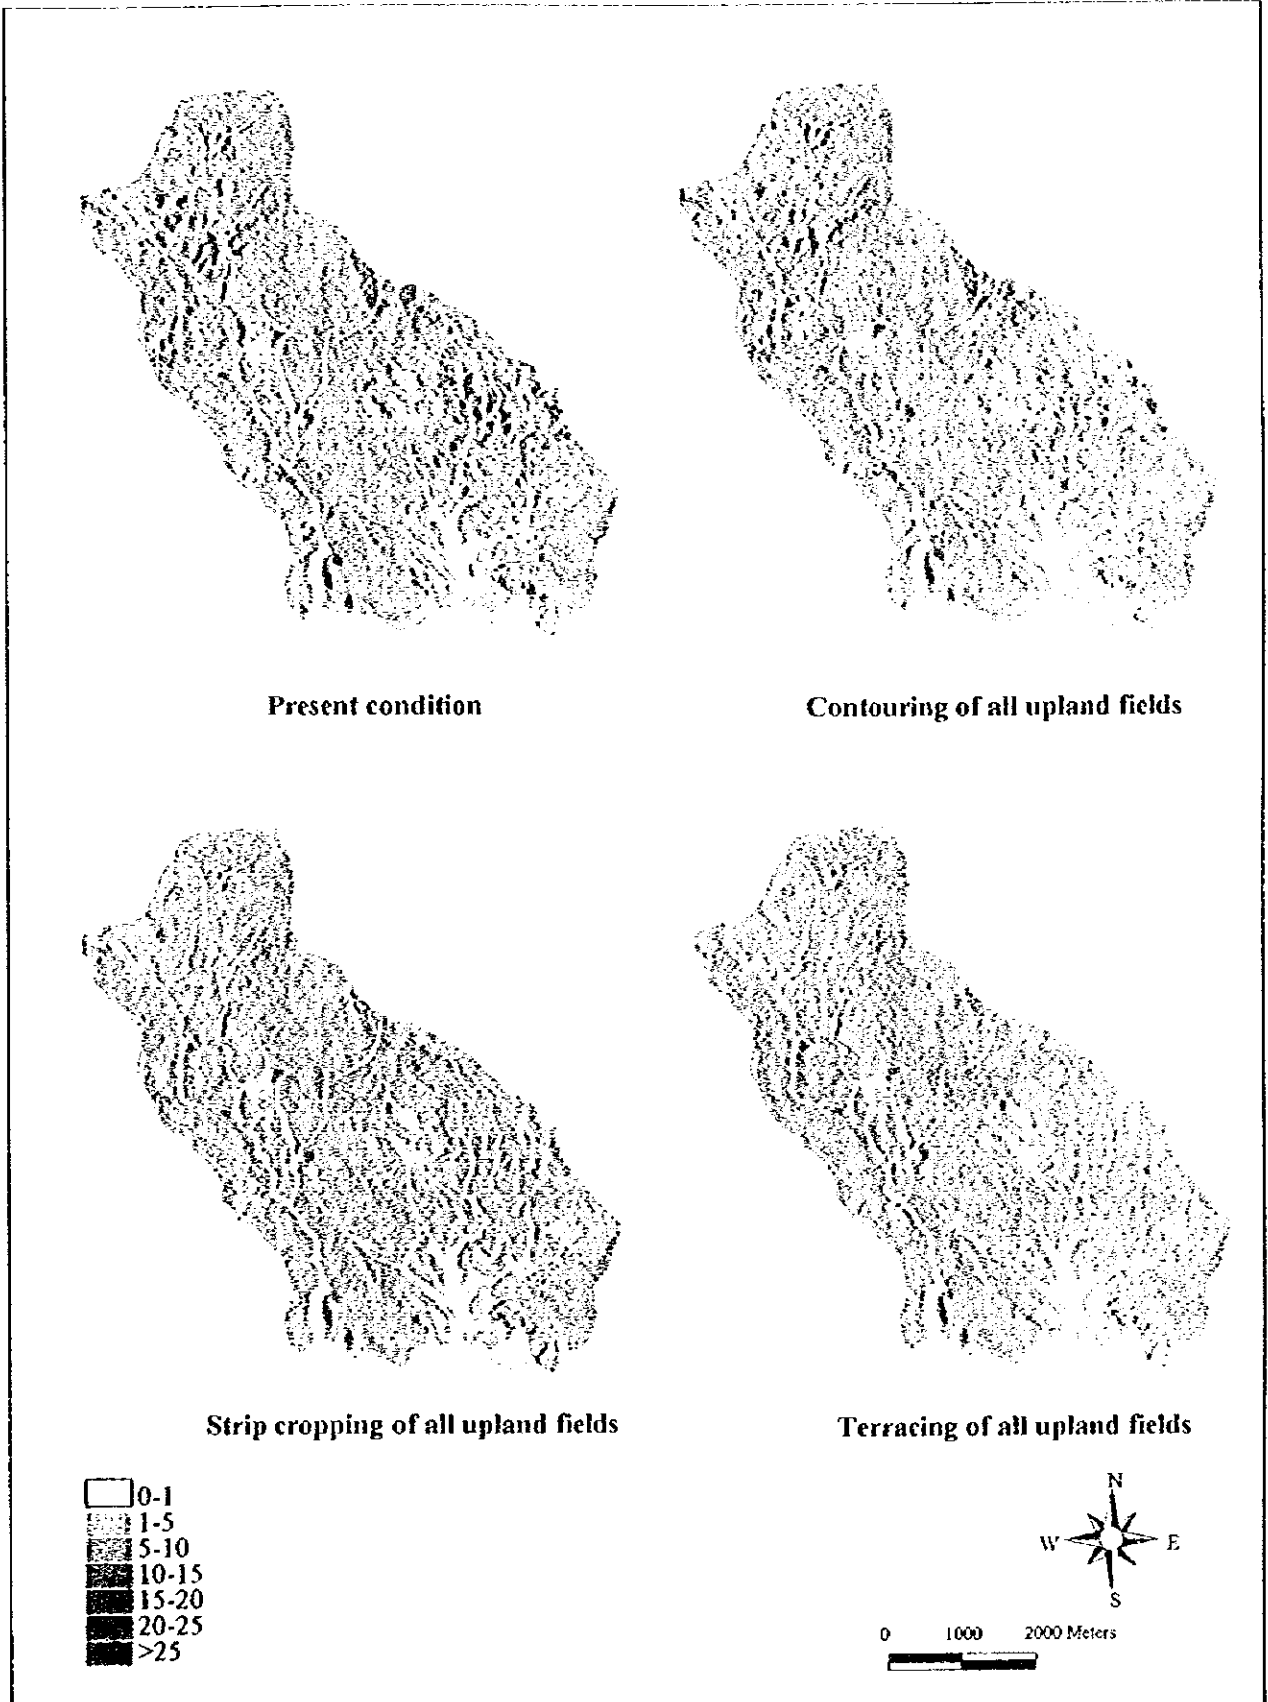 Present condition
Contouring of all upland fields
Strip cropping of all upland fields
Terracing of all upland fields
0-1
1-5
5-10
10-15
15-20
20-25
>25
N
W E
S
0 1000 2000 Meters